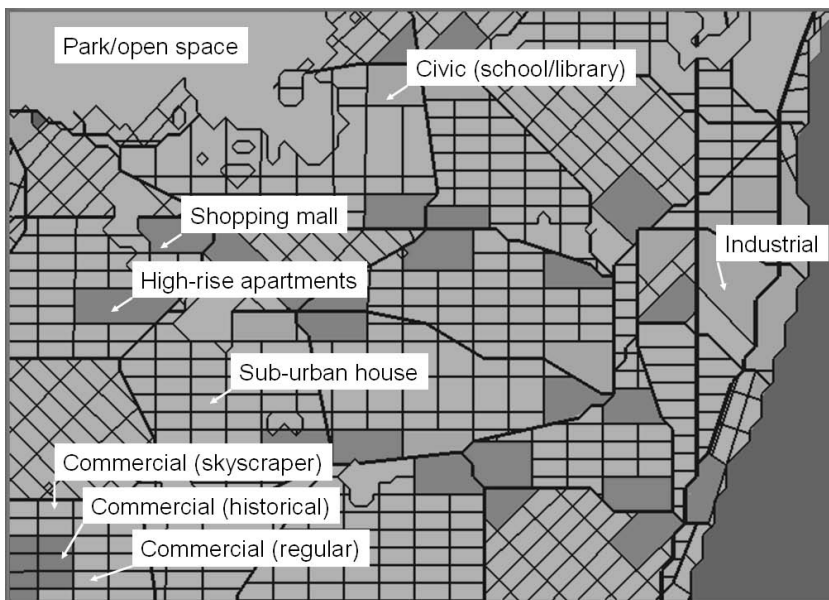 Park/open space
Civic (school/library)
Shopping mall
Industrial
High-rise apartments
Sub-urban house
Commercial (skyscraper)
Commercial (historical)
Commercial (regular)